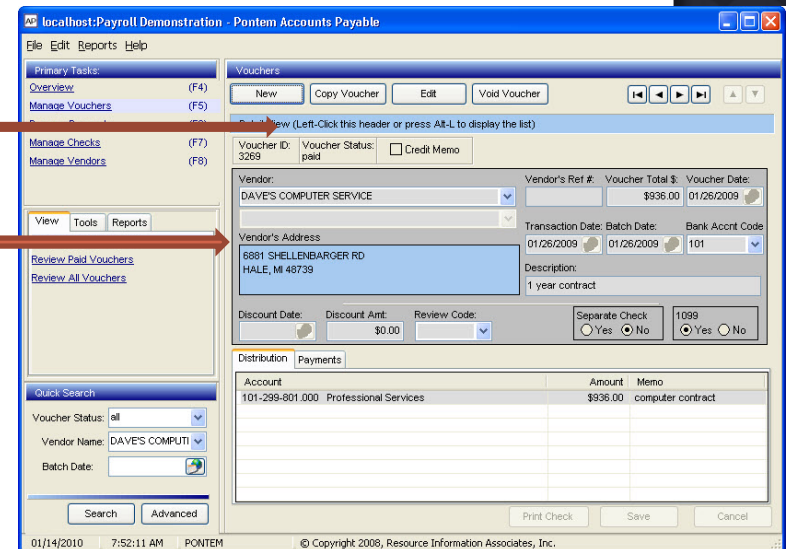 AP localhost:Payroll Demonstration - Pontem Accounts Payable
File Edit Reports Help
Primary Tasks:
Overview (F4)
Manage Vouchers (F5)
Manage Checks (F7)
Manage Vendors (F8)
View Tools Reports
Review Paid Vouchers
Review All Vouchers
Quick Search
Voucher Status: all
Vendor Name: DAVE'S COMPUTI
Batch Date:
Search Advanced
Vouchers
New Copy Voucher Edit Void Voucher
View (Left-Click this header or press Alt-L to display the list)
Voucher ID: Voucher Status: Credit Memo
3269 paid
Vendor: Vendor's Ref #: Voucher Total $: Voucher Date:
DAVE'S COMPUTER SERVICE $936.00 01/26/2009
Transaction Date: Batch Date: Bank Accnt Code
01/26/2009 01/26/2009 101
Vendor's Address
6881 SHELLENBARGER RD
HALE, MI 48739
Description:
1 year contract
Discount Date: Discount Amt: Review Code: Separate Check 1099
$0.00 Yes No Yes No
Distribution Payments
Account Amount Memo
101-299-801.000 Professional Services $936.00 computer contract
Print Check Save Cancel
01/14/2010 7:52:11 AM PONTEM © Copyright 2008, Resource Information Associates, Inc.